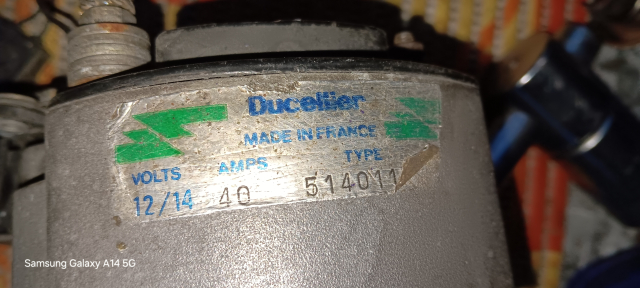 Ducellier
MADE IN FRANCE
VOLTS AMPS TYPE
12/14 40 514011
Samsung Galaxy A14 5G